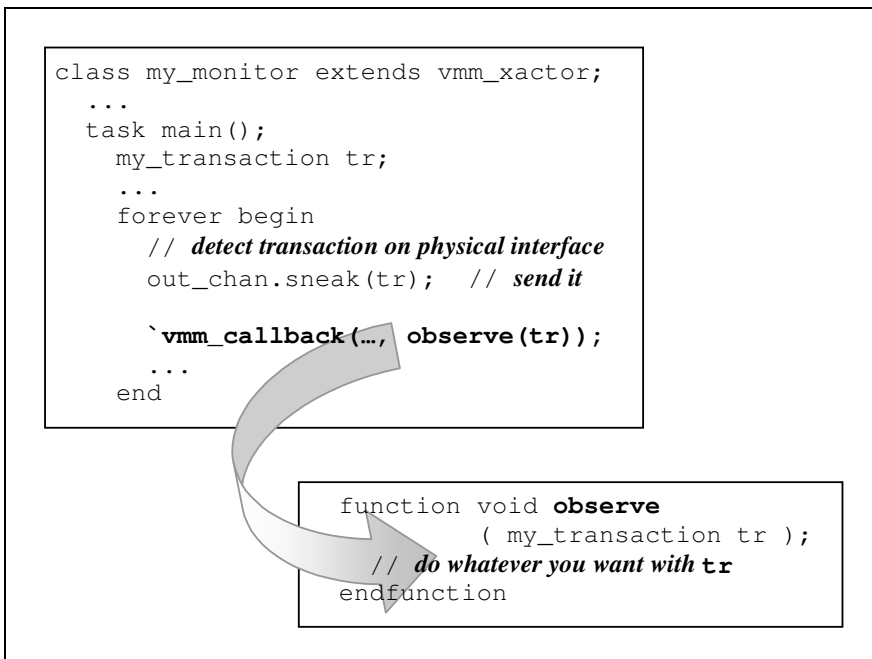 class my_monitor extends vmm_xactor;
...
task main();
my_transaction tr;
...
forever begin
// detect transaction on physical interface
out_chan.sneak(tr); // send it
`vmm_callback(…, observe(tr));
...
end
function void observe
( my_transaction tr );
// do whatever you want with tr
endfunction